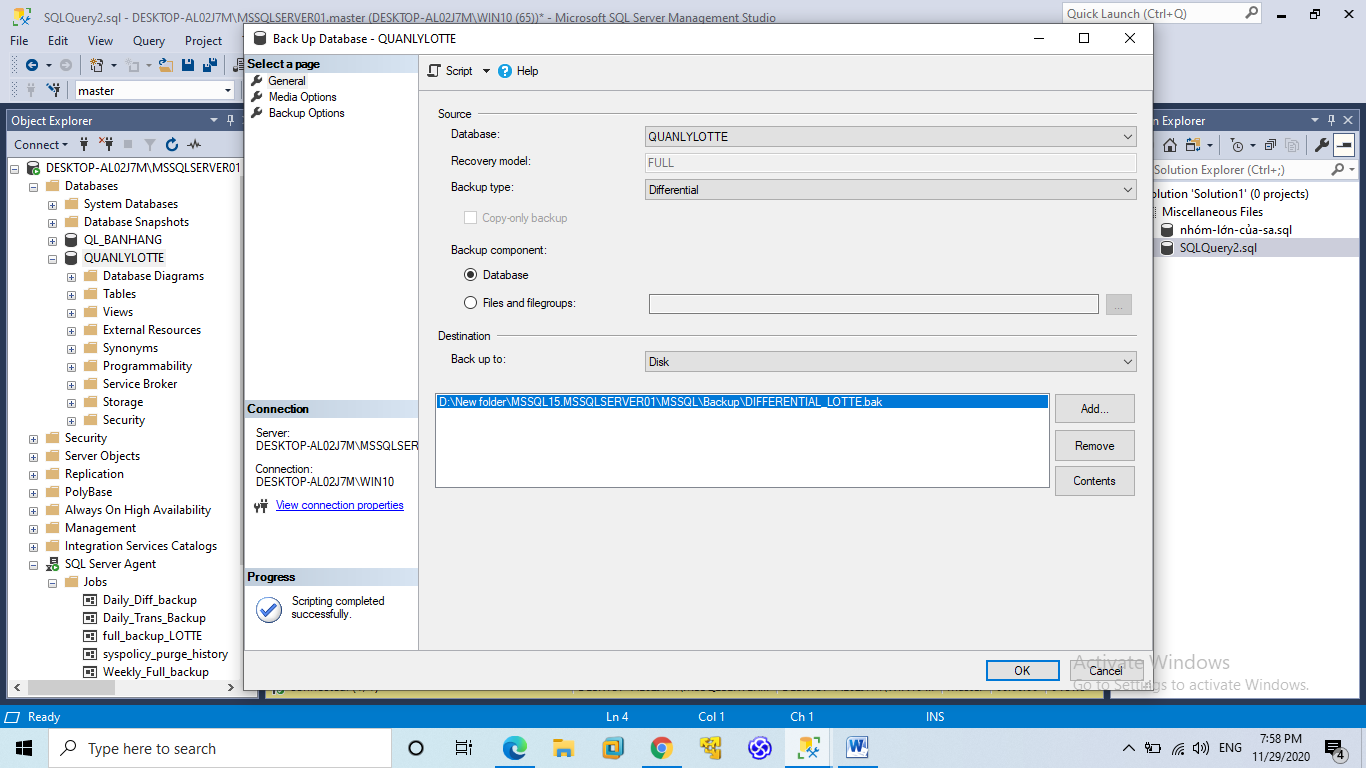 SQLQuery2.sql - DESKTOP-AL02J7M\MSSQLSERVER01.master (DESKTOP-AL02J7M\WIN10 (65))* - Microsoft SQL Server Management Studio
Quick Launch (Ctrl+Q)
File Edit View Query Project
master
Object Explorer
Connect
DESKTOP-AL02J7M\MSSQLSERVER01
Databases
System Databases
Database Snapshots
QL_BANHANG
QUANLYLOTTE
Database Diagrams
Tables
Views
External Resources
Synonyms
Programmability
Service Broker
Storage
Security
Security
Server Objects
Replication
PolyBase
Always On High Availability
Management
Integration Services Catalogs
SQL Server Agent
Jobs
Daily_Diff_backup
Daily_Trans_Backup
full_backup_LOTTE
syspolicy_purge_history
Weekly_Full_backup
Back Up Database - QUANLYLOTTE
Select a page
General
Media Options
Backup Options
Connection
Server:
DESKTOP-AL02J7M\MSSQLSER
Connection:
DESKTOP-AL02J7M\WIN10
View connection properties
Progress
Scripting completed
successfully.
Script Help
Source
Database: QUANLYLOTTE
Recovery model: FULL
Backup type: Differential
Copy-only backup
Backup component:
Database
Files and filegroups: ...
Destination
Back up to: Disk
D:\New folder\MSSQL15.MSSQLSERVER01\MSSQL\Backup\DIFFERENTIAL_LOTTE.bak
Add...
Remove
Contents
OK Cancel
n Explorer
Solution Explorer (Ctrl+;)
olution 'Solution1' (0 projects)
Miscellaneous Files
nhóm-lớn-của-sa.sql
SQLQuery2.sql
Activate Windows
Go to Settings to activate Windows.
Ready Ln 4 Col 1 Ch 1 INS
Type here to search
ENG
7:58 PM
11/29/2020
4